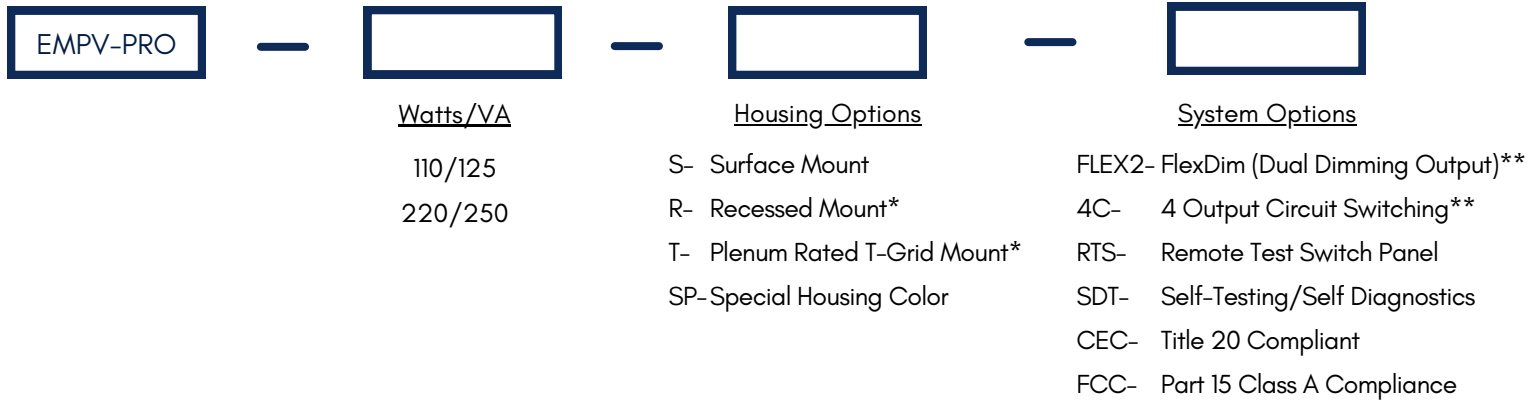 EMPV-PRO
Watts/VA
110/125
220/250
Housing Options
S- Surface Mount
R- Recessed Mount*
T- Plenum Rated T-Grid Mount*
SP- Special Housing Color
System Options
FLEX2- FlexDim (Dual Dimming Output)**
4C- 4 Output Circuit Switching**
RTS- Remote Test Switch Panel
SDT- Self-Testing/Self Diagnostics
CEC- Title 20 Compliant
FCC- Part 15 Class A Compliance